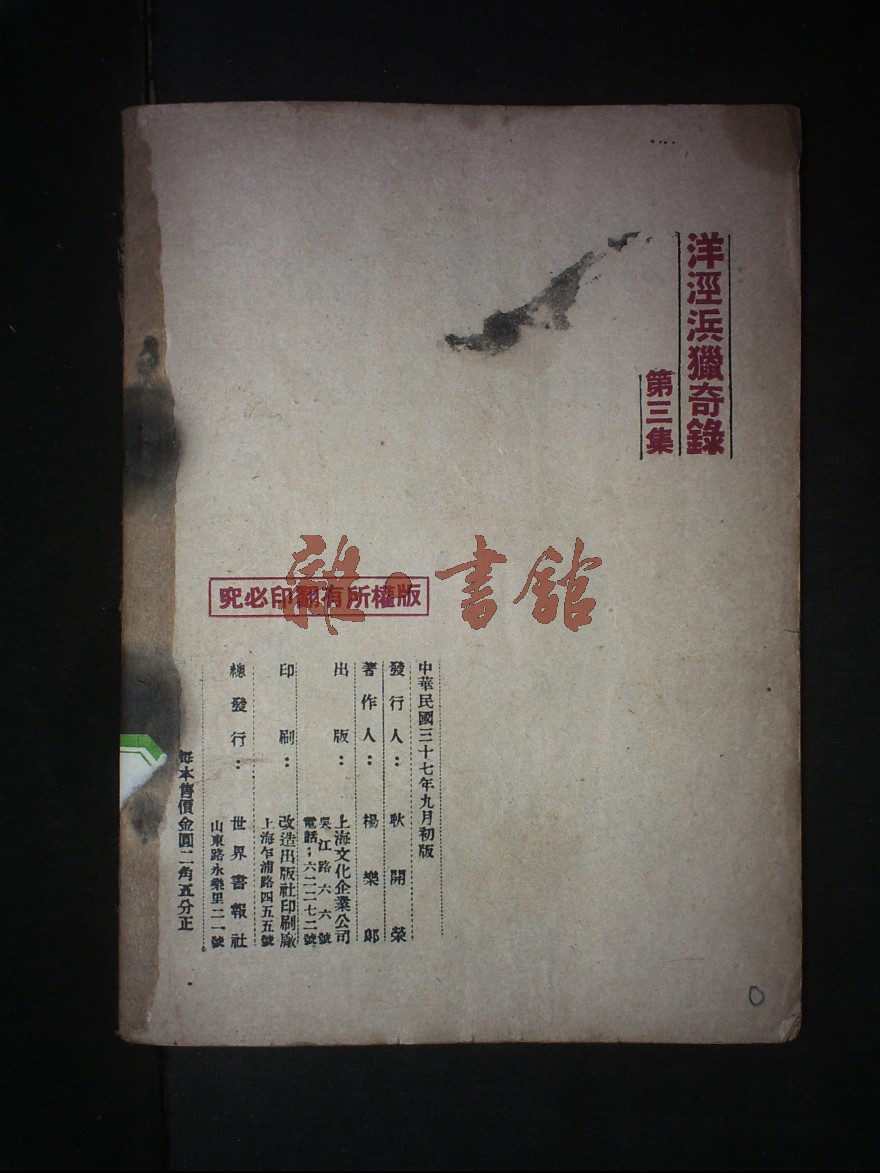 洋涇浜獵奇錄
第三集
雜·書館
版權所有翻印必究
中華民國三十七年九月初版
發行人：耿開榮
著作人：楊樂郎
出版：上海文化企業公司
吳江路六六號
電話：六二二七二號
印刷：改造出版社印刷廠
上海乍浦路四五五號
總發行：世界書報社
山東路永樂里二一號
每本售價金圓二角五分正